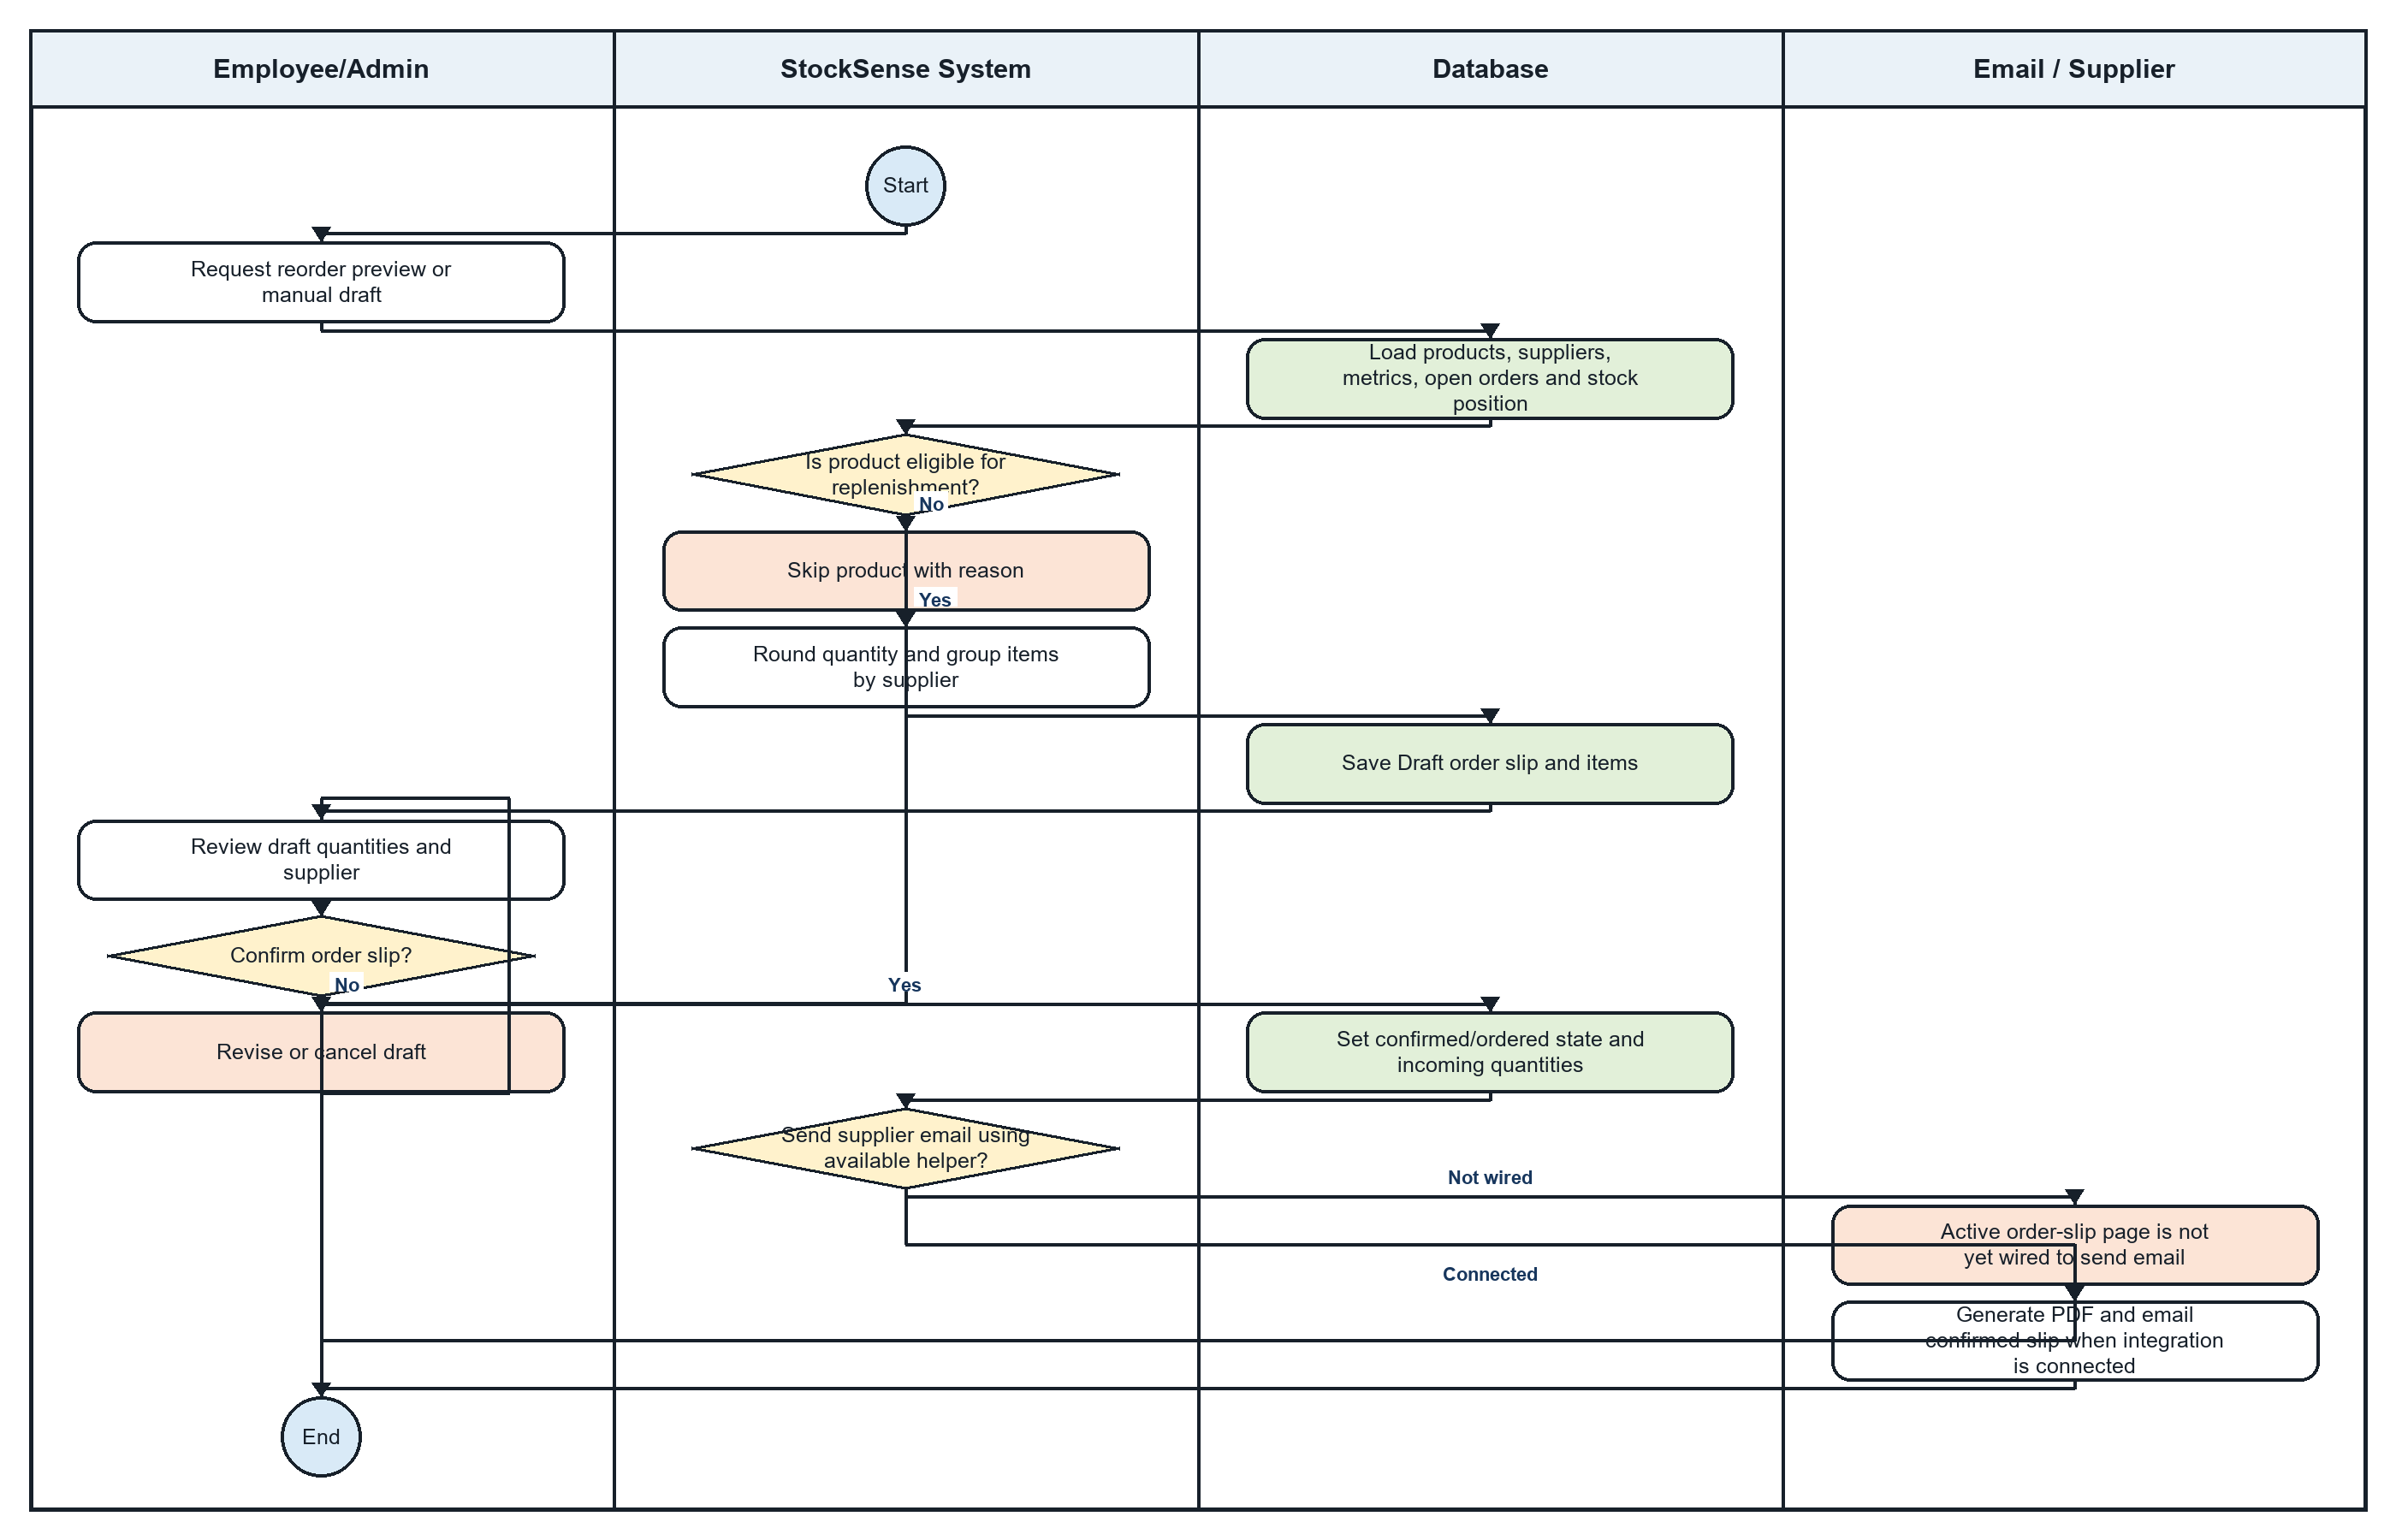 Employee/Admin
StockSense System
Database
Email / Supplier
Start
Request reorder preview or
manual draft
Load products, suppliers,
metrics, open orders and stock
position
Is product eligible for
replenishment?
No
Skip product with reason
Yes
Round quantity and group items
by supplier
Save Draft order slip and items
Review draft quantities and
supplier
Confirm order slip?
No
Yes
Revise or cancel draft
Set confirmed/ordered state and
incoming quantities
Send supplier email using
available helper?
Not wired
Active order-slip page is not
yet wired to send email
Connected
Generate PDF and email
confirmed slip when integration
is connected
End